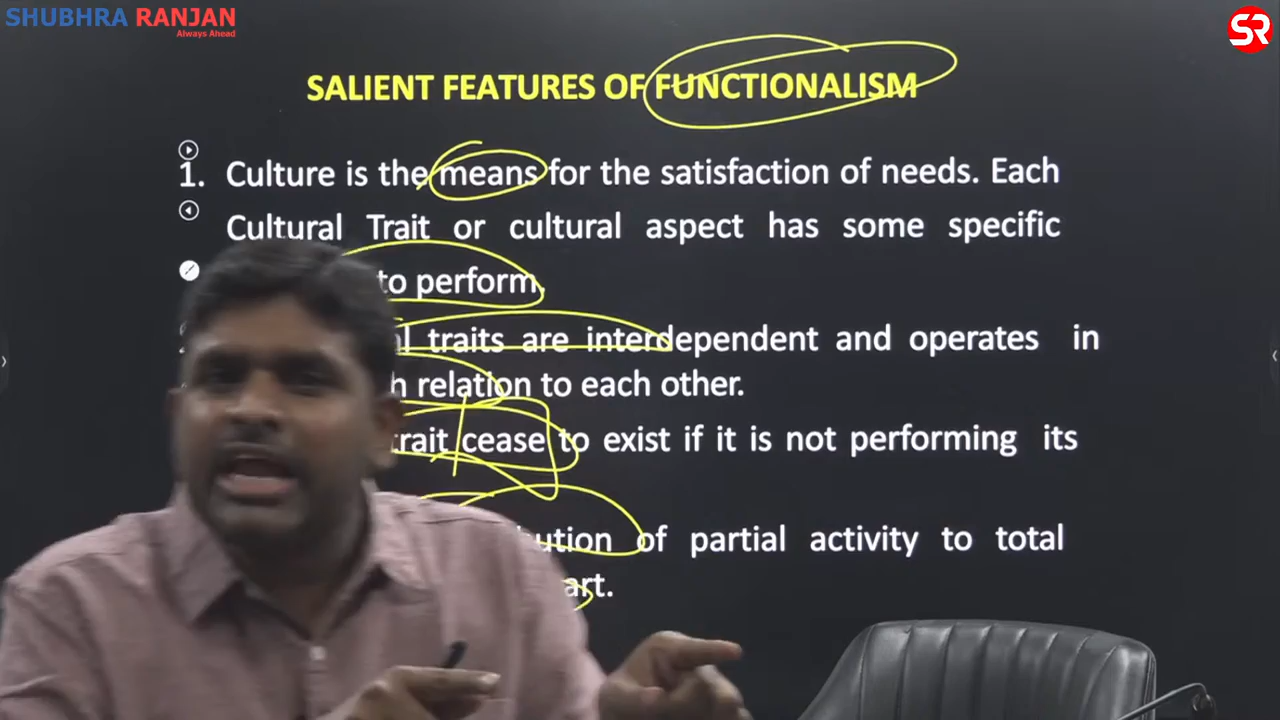 SHUBHRA RANJAN
Always Ahead
SR
SALIENT FEATURES OF FUNCTIONALISM
1. Culture is the means for the satisfaction of needs. Each
Cultural Trait or cultural aspect has some specific
to perform.
traits are interdependent and operates in
relation to each other.
trait cease to exist if it is not performing its
of partial activity to total